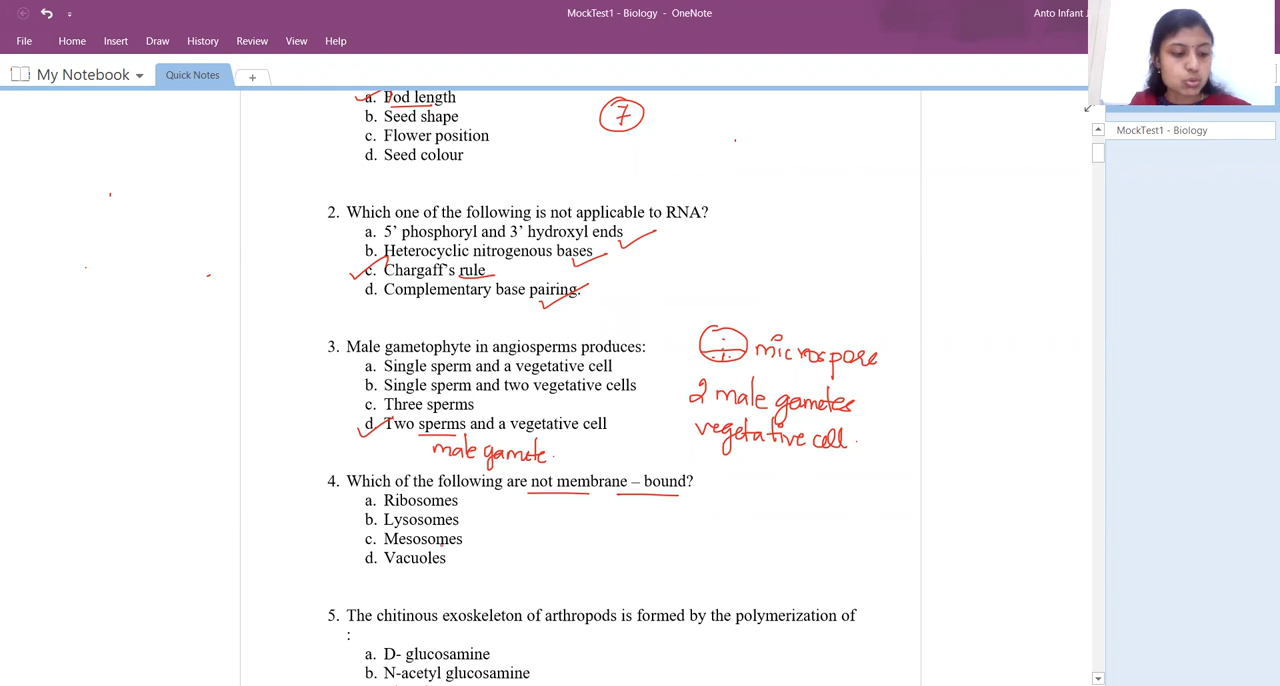 MockTest1 - Biology - OneNote
Anto Infant J
File Home Insert Draw History Review View Help
My Notebook
Quick Notes
+
MockTest1 - Biology
a. Pod length
7
b. Seed shape
c. Flower position
d. Seed colour
2. Which one of the following is not applicable to RNA?
a. 5’ phosphoryl and 3’ hydroxyl ends
b. Heterocyclic nitrogenous bases
c. Chargaff’s rule
d. Complementary base pairing.
3. Male gametophyte in angiosperms produces:
microspore
a. Single sperm and a vegetative cell
b. Single sperm and two vegetative cells
2 male gametes
c. Three sperms
d. Two sperms and a vegetative cell
vegetative cell.
male gamete.
4. Which of the following are not membrane – bound?
a. Ribosomes
b. Lysosomes
c. Mesosomes
d. Vacuoles
5. The chitinous exoskeleton of arthropods is formed by the polymerization of
:
a. D- glucosamine
b. N-acetyl glucosamine